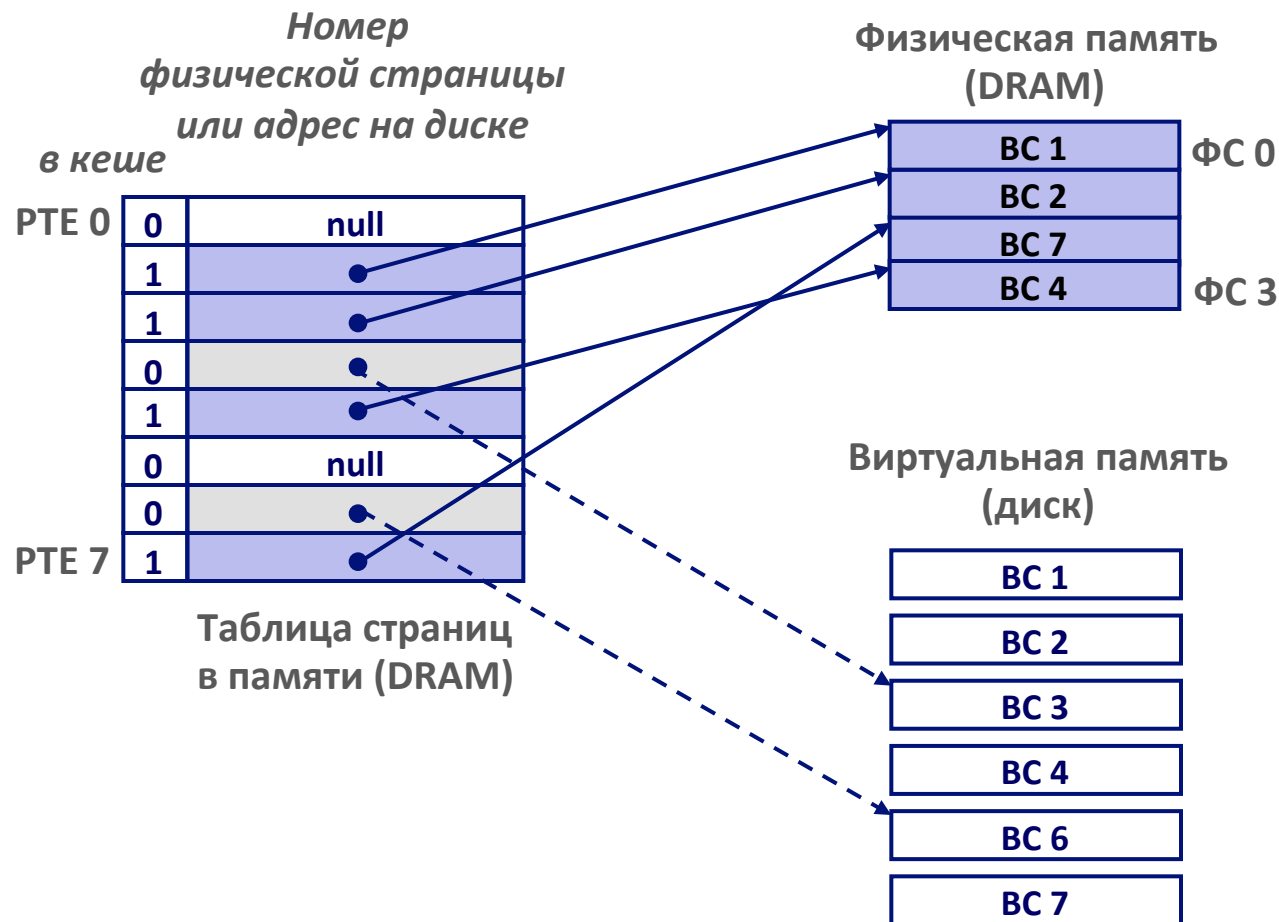 Номер
физической страницы
или адрес на диске
в кеше
PTE 0
0
null
1
1
0
1
0
null
0
PTE 7
1
Таблица страниц
в памяти (DRAM)
Физическая память
(DRAM)
ВС 1
ФС 0
ВС 2
ВС 7
ВС 4
ФС 3
Виртуальная память
(диск)
ВС 1
ВС 2
ВС 3
ВС 4
ВС 6
ВС 7